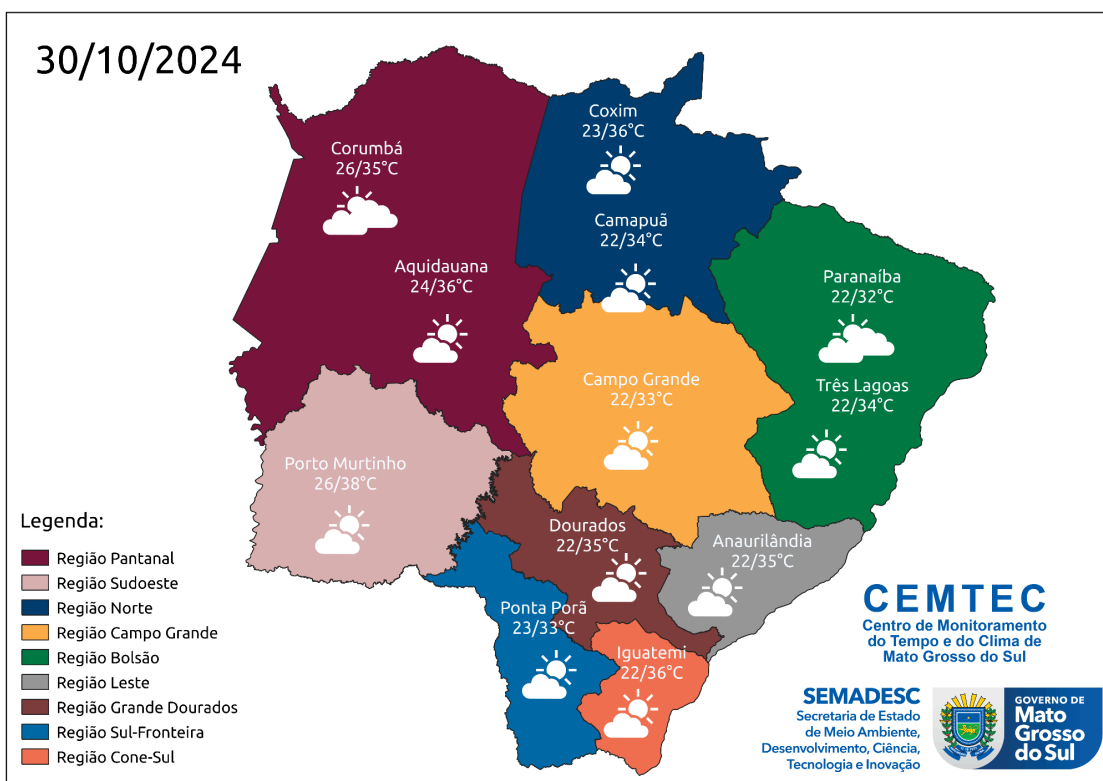 30/10/2024
Coxim
23/36°C
Corumbá
26/35°C
Camapuã
22/34°C
Aquidauana
24/36°C
Paranaíba
22/32°C
Campo Grande
22/33°C
Três Lagoas
22/34°C
Porto Murtinho
26/38°C
Dourados
22/35°C
Anaurilândia
22/35°C
Ponta Porã
23/33°C
Iguatemi
22/36°C
Legenda:
Região Pantanal
Região Sudoeste
Região Norte
Região Campo Grande
Região Bolsão
Região Leste
Região Grande Dourados
Região Sul-Fronteira
Região Cone-Sul
CEMTEC
Centro de Monitoramento
do Tempo e do Clima de
Mato Grosso do Sul
SEMADESC
Secretaria de Estado
de Meio Ambiente,
Desenvolvimento, Ciência,
Tecnologia e Inovação
GOVERNO DE
Mato
Grosso
do Sul